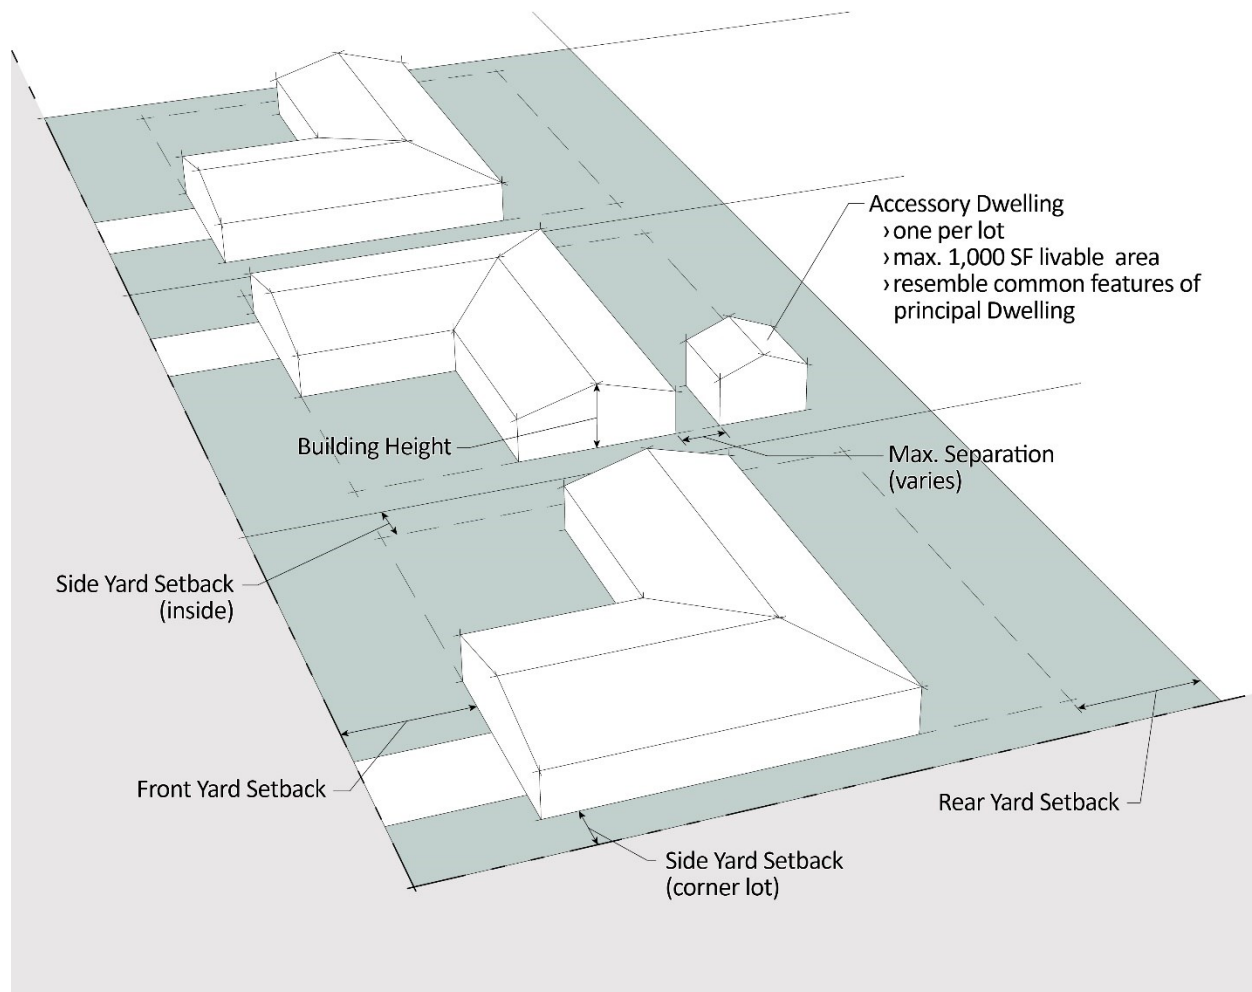 Accessory Dwelling
›one per lot
›max. 1,000 SF livable area
›resemble common features of
principal Dwelling
Building Height
Max. Separation
(varies)
Side Yard Setback
(inside)
Front Yard Setback
Rear Yard Setback
Side Yard Setback
(corner lot)